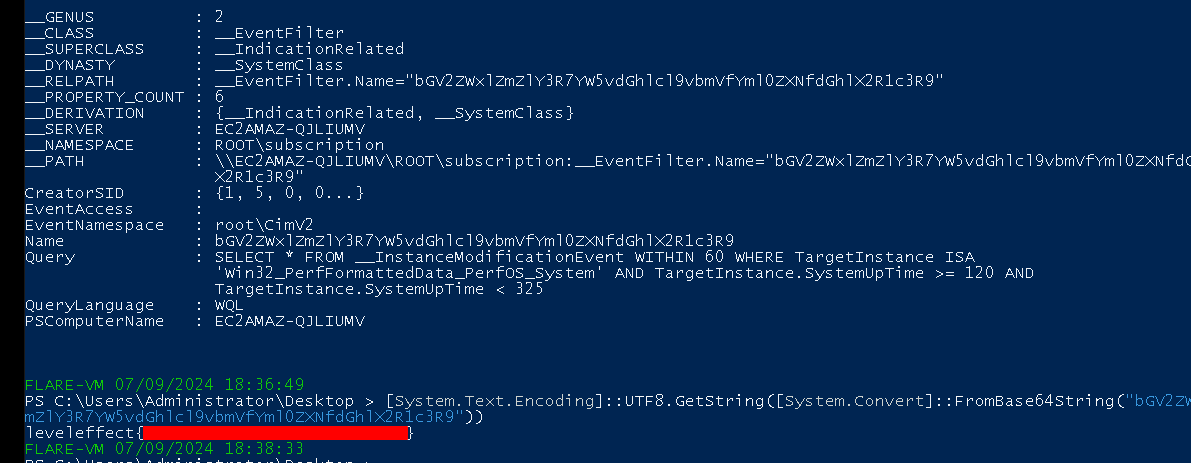 __GENUS : 2
__CLASS : __EventFilter
__SUPERCLASS : __IndicationRelated
__DYNASTY : __SystemClass
__RELPATH : __EventFilter.Name="bGV2ZWxlZmZlY3R7YW5vdGhlcl9vbmVfYml0ZXNfdGhlX2R1c3R9"
__PROPERTY_COUNT : 6
__DERIVATION : {__IndicationRelated, __SystemClass}
__SERVER : EC2AMAZ-QJLIUMV
__NAMESPACE : ROOT\subscription
__PATH : \\EC2AMAZ-QJLIUMV\ROOT\subscription:__EventFilter.Name="bGV2ZWxlZmZlY3R7YW5vdGhlcl9vbmVfYml0ZXNfdG
X2R1c3R9"
CreatorSID : {1, 5, 0, 0...}
EventAccess :
EventNamespace : root\CimV2
Name : bGV2ZWxlZmZlY3R7YW5vdGhlcl9vbmVfYml0ZXNfdGhlX2R1c3R9
Query : SELECT * FROM __InstanceModificationEvent WITHIN 60 WHERE TargetInstance ISA
'Win32_PerfFormattedData_PerfOS_System' AND TargetInstance.SystemUpTime >= 120 AND
TargetInstance.SystemUpTime < 325
QueryLanguage : WQL
PSComputerName : EC2AMAZ-QJLIUMV
FLARE-VM 07/09/2024 18:36:49
PS C:\Users\Administrator\Desktop > [System.Text.Encoding]::UTF8.GetString([System.Convert]::FromBase64String("bGV2ZW
mZlY3R7YW5vdGhlcl9vbmVfYml0ZXNfdGhlX2R1c3R9"))
leveleffect{ }
FLARE-VM 07/09/2024 18:38:33
PS C:\Users\Administrator\Desktop >